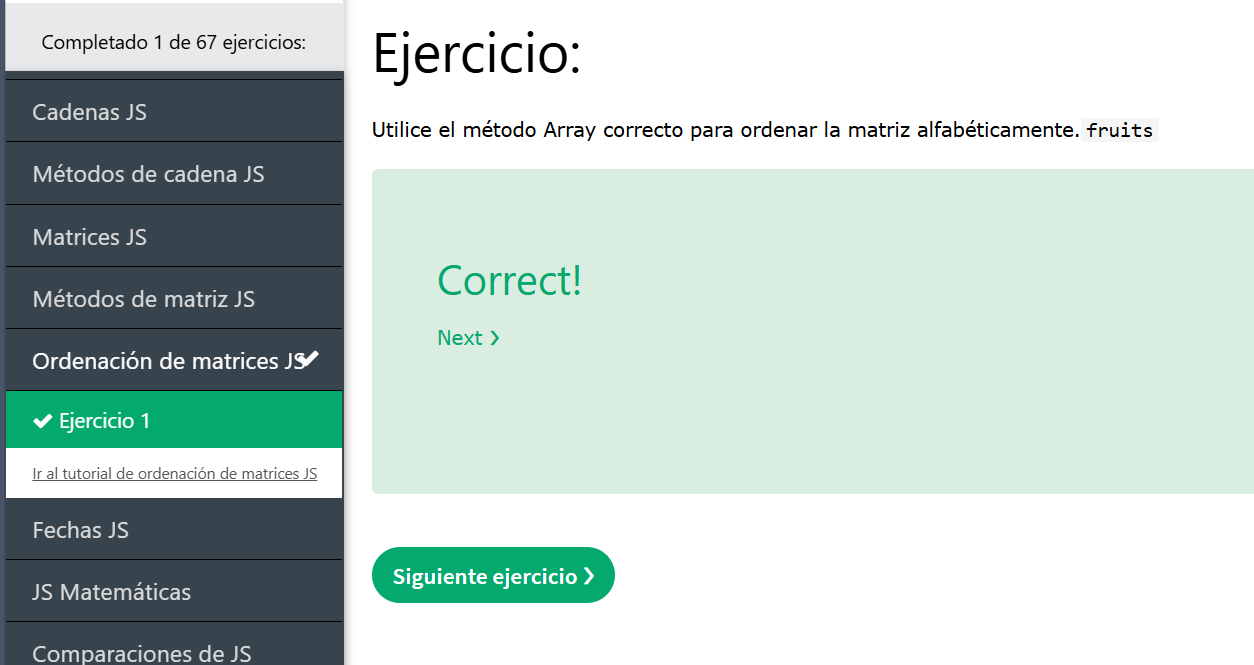 Completado 1 de 67 ejercicios:
Cadenas JS
Métodos de cadena JS
Matrices JS
Métodos de matriz JS
Ordenación de matrices JS
Ejercicio 1
Ir al tutorial de ordenación de matrices JS
Fechas JS
JS Matemáticas
Comparaciones de JS
Ejercicio:
Utilice el método Array correcto para ordenar la matriz alfabéticamente. fruits
Correct!
Next ❯
Siguiente ejercicio ❯